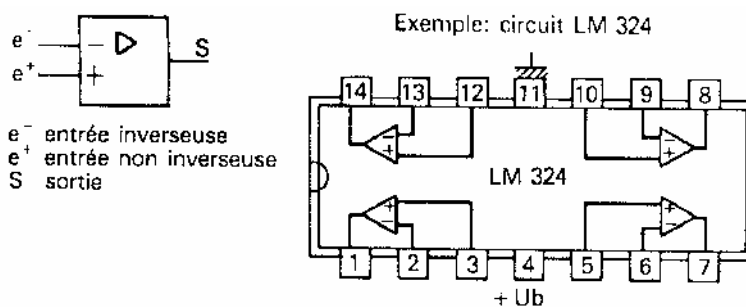 Exemple: circuit LM 324
e⁻ − S
e⁺ +
e⁻ entrée inverseuse
e⁺ entrée non inverseuse
S sortie
14 13 12 11 10 9 8
− + − +
LM 324
+ − + −
1 2 3 4 5 6 7
+ Ub